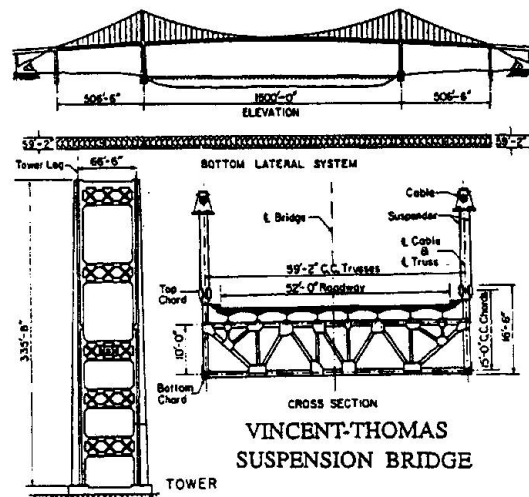 506'-6"
1500'-0"
506'-6"
ELEVATION
59'-2"
59'-2"
BOTTOM LATERAL SYSTEM
Tower Leg
66'-6"
Cable
Suspender
℄ Bridge
℄ Cable
&
℄ Truss
59'-2" C.C. Trusses
52'-0" Roadway
Top
Chord
335'-8"
10'-0"
15'-0" C.C. Chords
16'-6"
Bottom
Chord
CROSS SECTION
VINCENT-THOMAS
SUSPENSION BRIDGE
TOWER